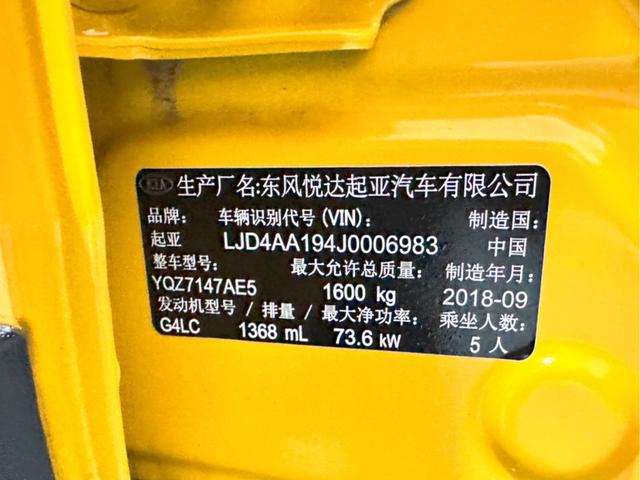 KIA 生产厂名:东风悦达起亚汽车有限公司
品牌: 车辆识别代号(VIN): 制造国:
起亚 LJD4AA194J0006983 中国
整车型号: 最大允许总质量: 制造年月:
YQZ7147AE5 1600 kg 2018-09
发动机型号/排量/最大净功率: 乘坐人数:
G4LC 1368 mL 73.6 kW 5 人